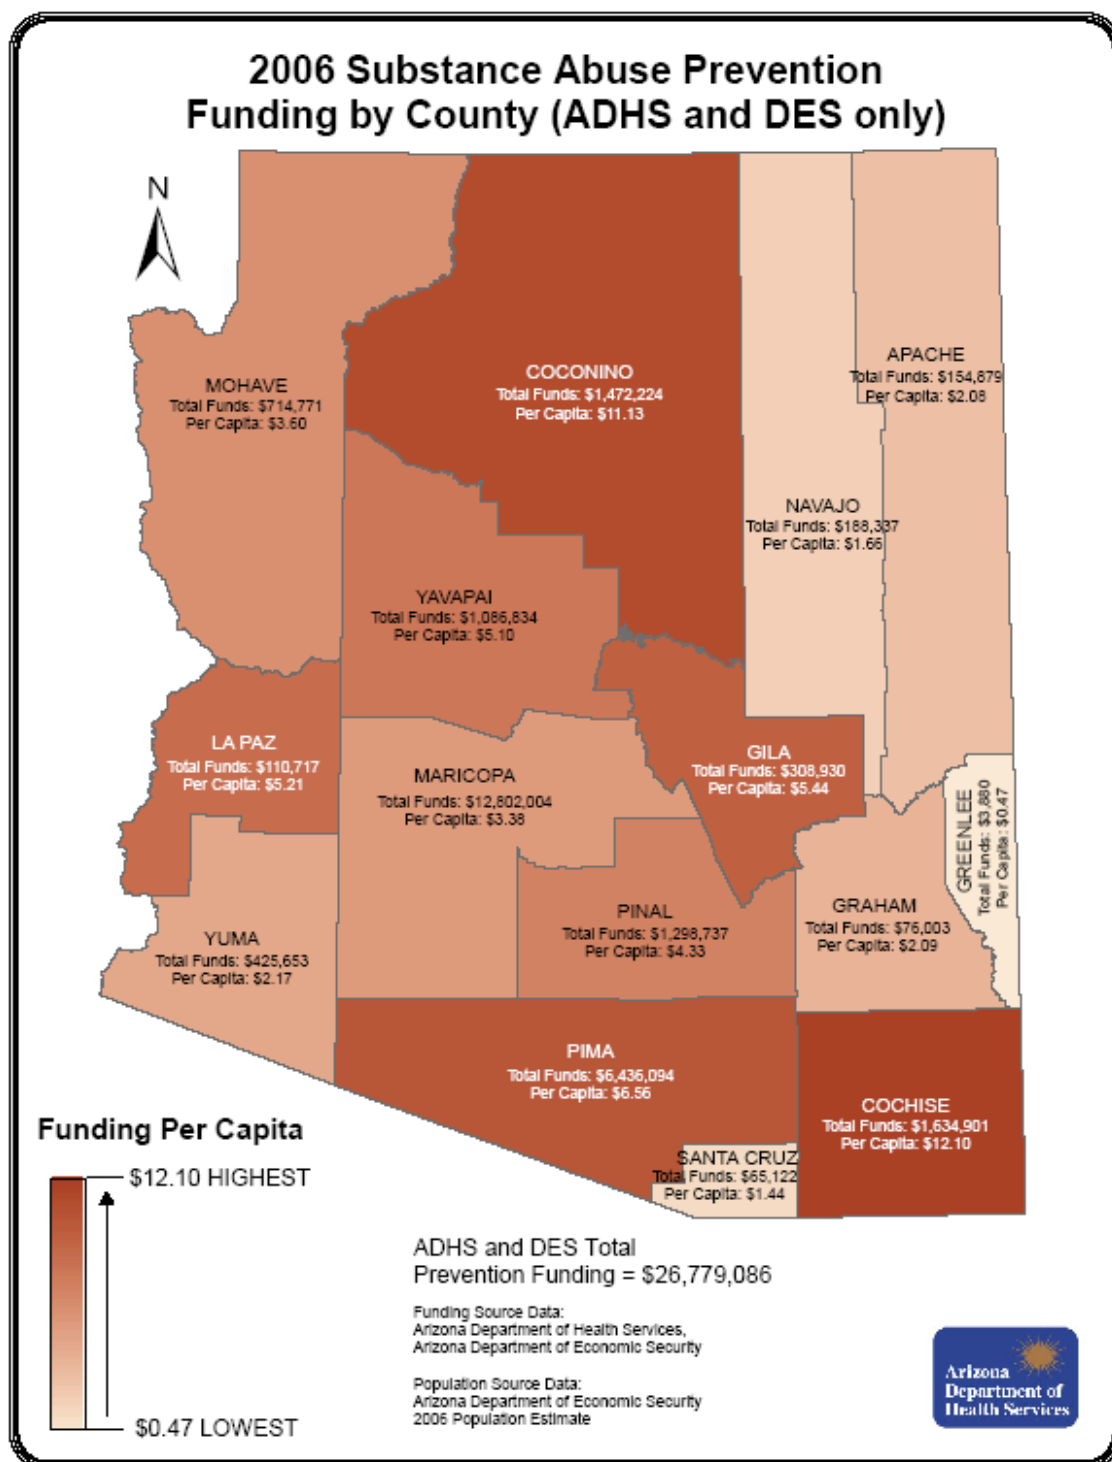 2006 Substance Abuse Prevention
Funding by County (ADHS and DES only)
N
MOHAVE
Total Funds: $714,771
Per Capita: $3.60
COCONINO
Total Funds: $1,472,224
Per Capita: $11.13
APACHE
Total Funds: $154,879
Per Capita: $2.08
NAVAJO
Total Funds: $188,337
Per Capita: $1.66
YAVAPAI
Total Funds: $1,086,834
Per Capita: $5.10
LA PAZ
Total Funds: $110,717
Per Capita: $5.21
MARICOPA
Total Funds: $12,802,004
Per Capita: $3.38
GILA
Total Funds: $308,930
Per Capita: $5.44
GREENLEE
Total Funds: $3,880
Per Capita: $0.47
YUMA
Total Funds: $425,653
Per Capita: $2.17
PINAL
Total Funds: $1,298,737
Per Capita: $4.33
GRAHAM
Total Funds: $76,003
Per Capita: $2.09
PIMA
Total Funds: $6,436,094
Per Capita: $6.56
COCHISE
Total Funds: $1,634,901
Per Capita: $12.10
SANTA CRUZ
Total Funds: $65,122
Per Capita: $1.44
Funding Per Capita
$12.10 HIGHEST
$0.47 LOWEST
ADHS and DES Total
Prevention Funding = $26,779,086
Funding Source Data:
Arizona Department of Health Services,
Arizona Department of Economic Security
Population Source Data:
Arizona Department of Economic Security
2006 Population Estimate
Arizona
Department of
Health Services